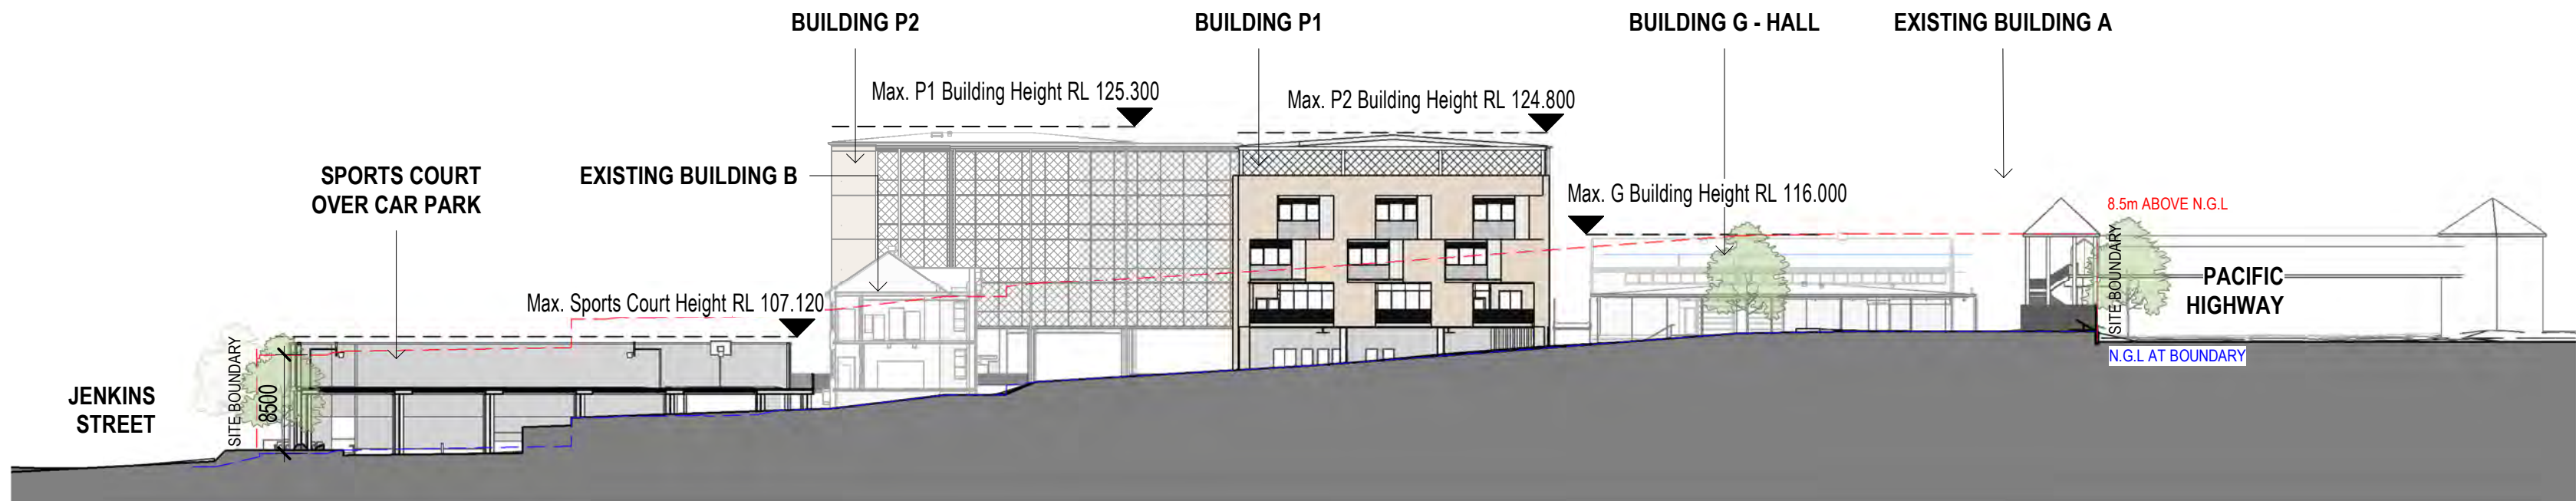 BUILDING P2
BUILDING P1
BUILDING G - HALL
EXISTING BUILDING A
Max. P1 Building Height RL 125.300
Max. P2 Building Height RL 124.800
SPORTS COURT
OVER CAR PARK
EXISTING BUILDING B
Max. G Building Height RL 116.000
8.5m ABOVE N.G.L
SITE BOUNDARY
PACIFIC
HIGHWAY
Max. Sports Court Height RL 107.120
N.G.L AT BOUNDARY
JENKINS
STREET
SITE BOUNDARY
8500